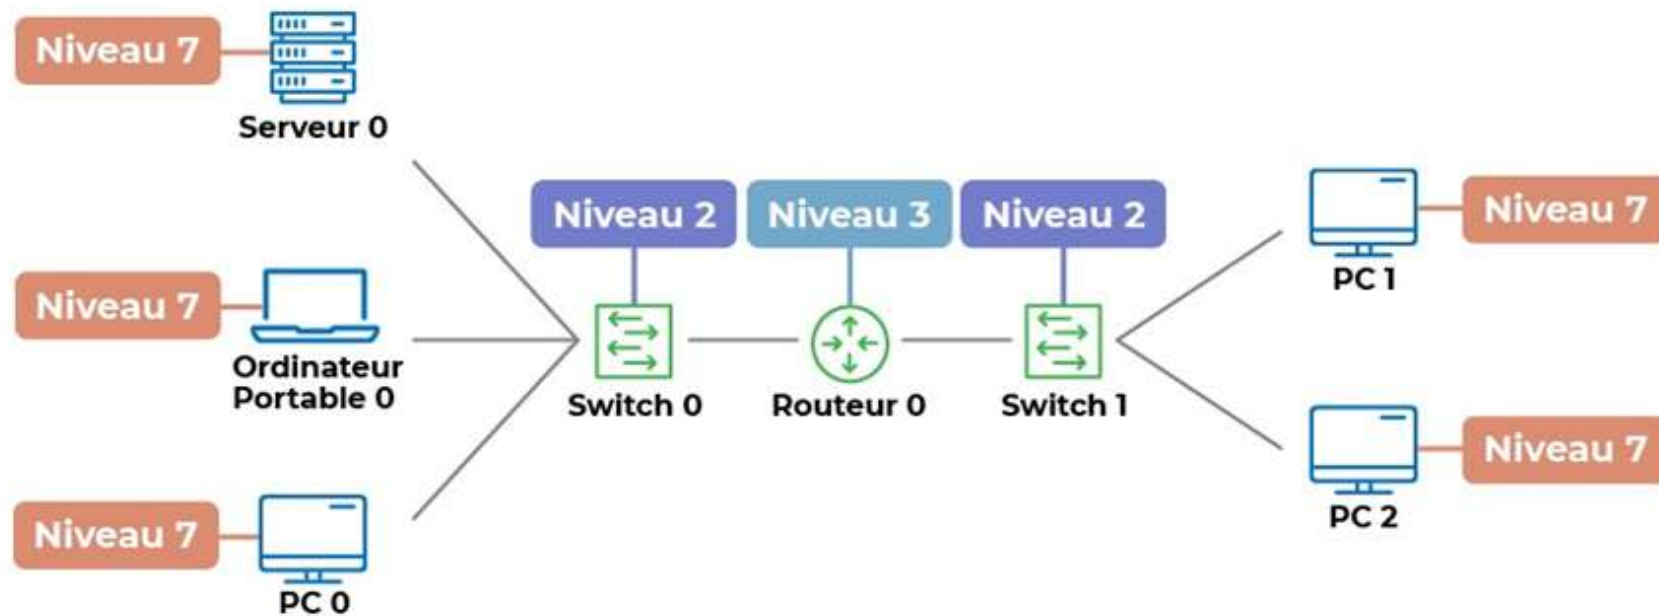 Niveau 7
Serveur 0
Niveau 7
Ordinateur
Portable 0
Niveau 7
PC 0
Niveau 2
Niveau 3
Niveau 2
Switch 0
Routeur 0
Switch 1
Niveau 7
PC 1
Niveau 7
PC 2